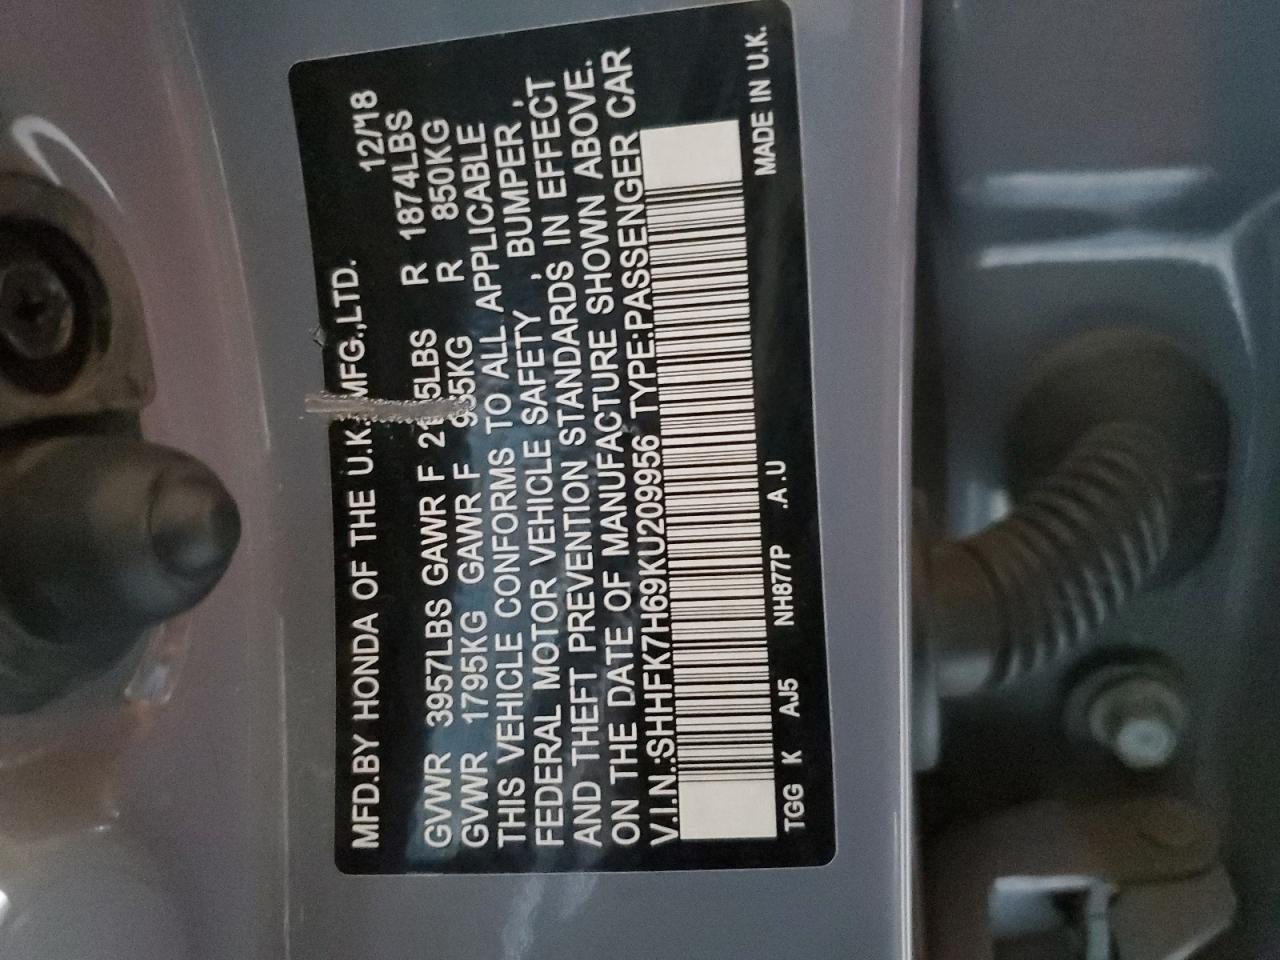 MFD.BY HONDA OF THE U.K. MFG.,LTD. 12/18
GVWR 3957LBS GAWR F R 1874LBS
GVWR 1795KG GAWR F R 850KG
THIS VEHICLE CONFORMS TO ALL APPLICABLE
FEDERAL MOTOR VEHICLE SAFETY, BUMPER,
AND THEFT PREVENTION STANDARDS IN EFFECT
ON THE DATE OF MANUFACTURE SHOWN ABOVE.
V.I.N.:SHHFK7H69KU209956 TYPE:PASSENGER CAR
TGG K AJ5 NH877P .A.U MADE IN U.K.